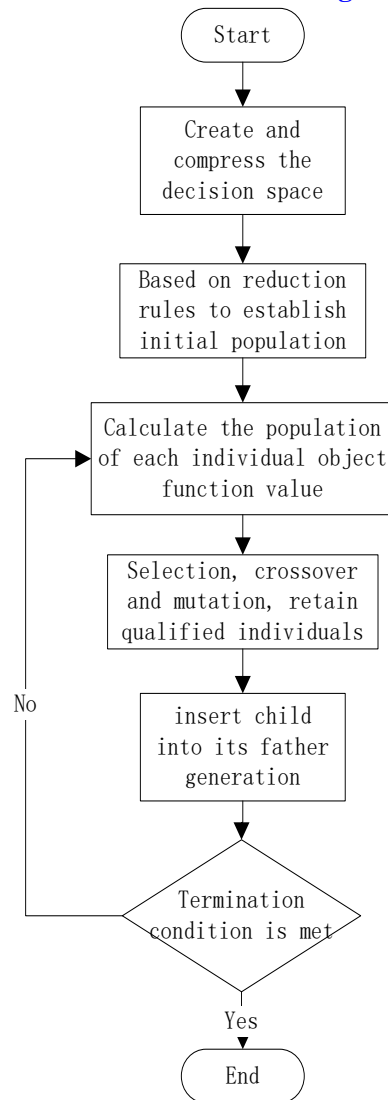 Start
Create and
compress the
decision space
Based on reduction
rules to establish
initial population
Calculate the population
of each individual object
function value
Selection, crossover
and mutation, retain
qualified individuals
No
insert child
into its father
generation
Termination
condition is met
Yes
End